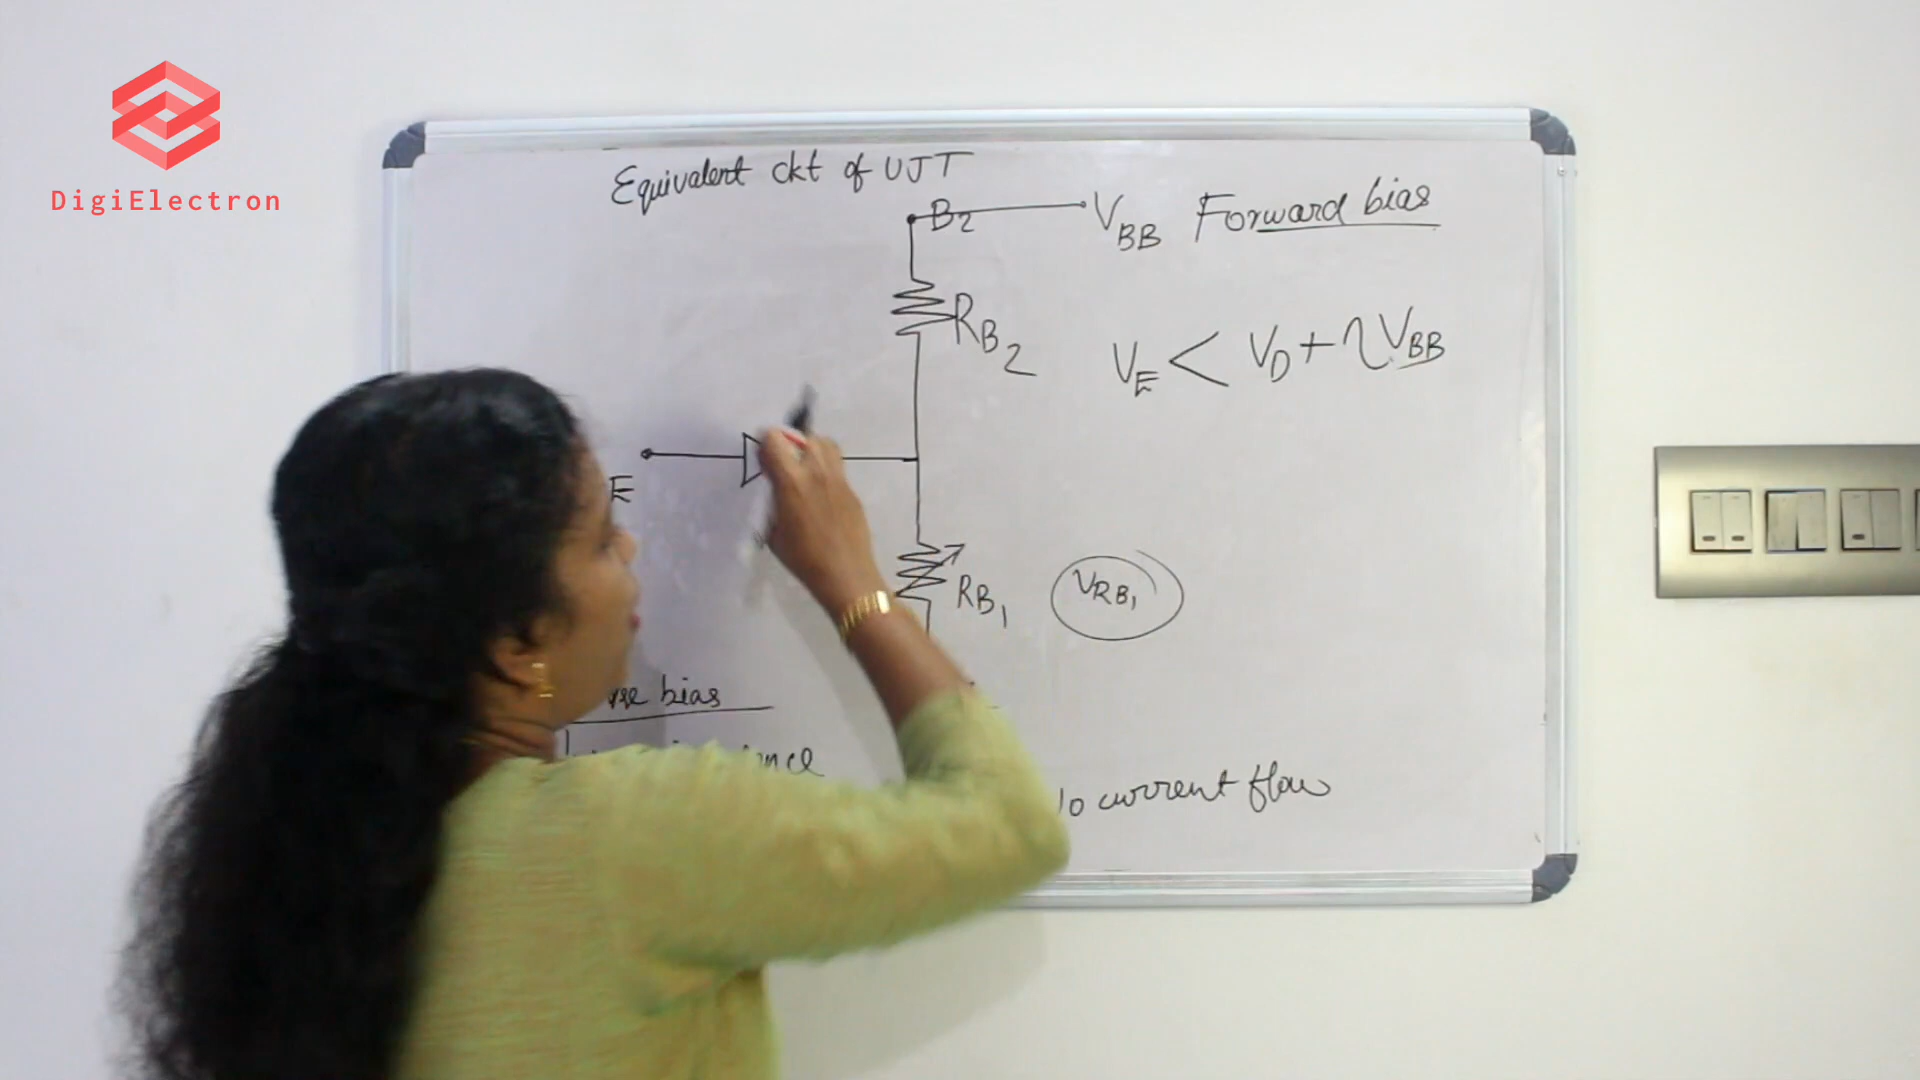 DigiElectron
Equivalent ckt of UJT
B2
VBB
Forward bias
RB2
VE < VD + ηVBB
E
RB1
VRB1
bias
current flow